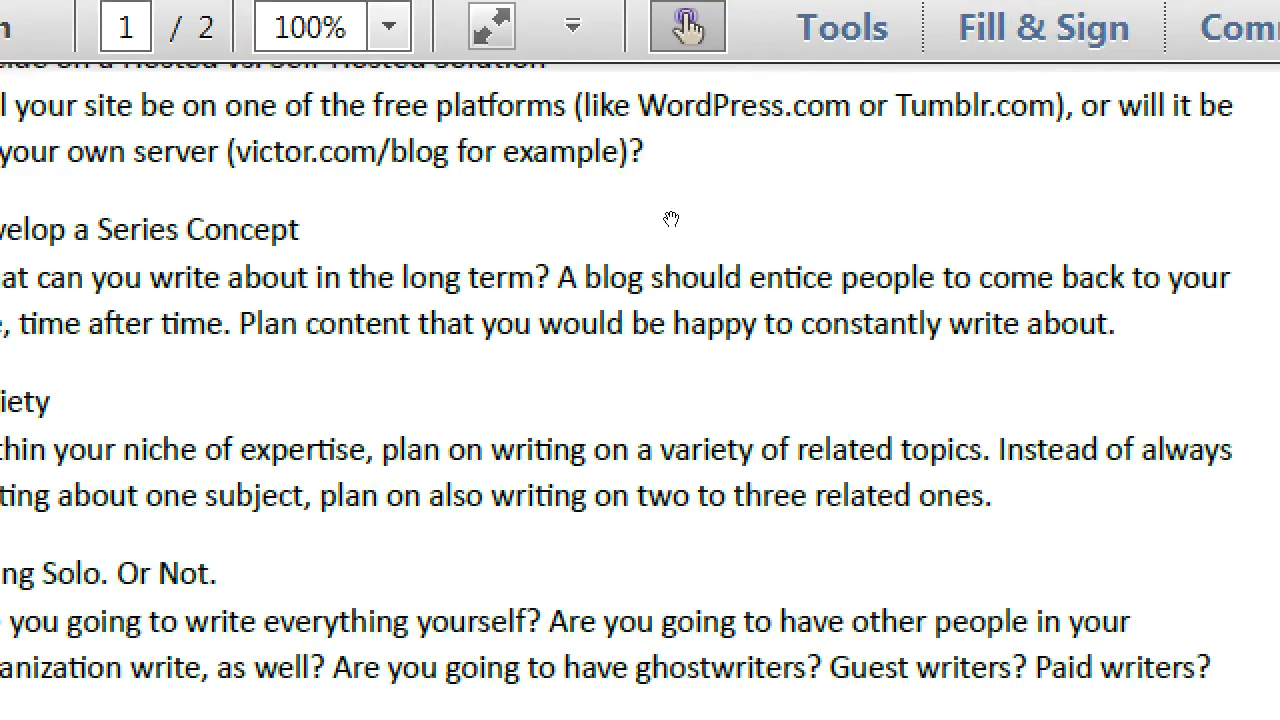 1 / 2 100% Tools Fill & Sign
on a Hosted vs. Self-Hosted Solution
your site be on one of the free platforms (like WordPress.com or Tumblr.com), or will it be
your own server (victor.com/blog for example)?
velop a Series Concept
at can you write about in the long term? A blog should entice people to come back to your
, time after time. Plan content that you would be happy to constantly write about.
iety
thin your niche of expertise, plan on writing on a variety of related topics. Instead of always
ting about one subject, plan on also writing on two to three related ones.
ng Solo. Or Not.
you going to write everything yourself? Are you going to have other people in your
anization write, as well? Are you going to have ghostwriters? Guest writers? Paid writers?